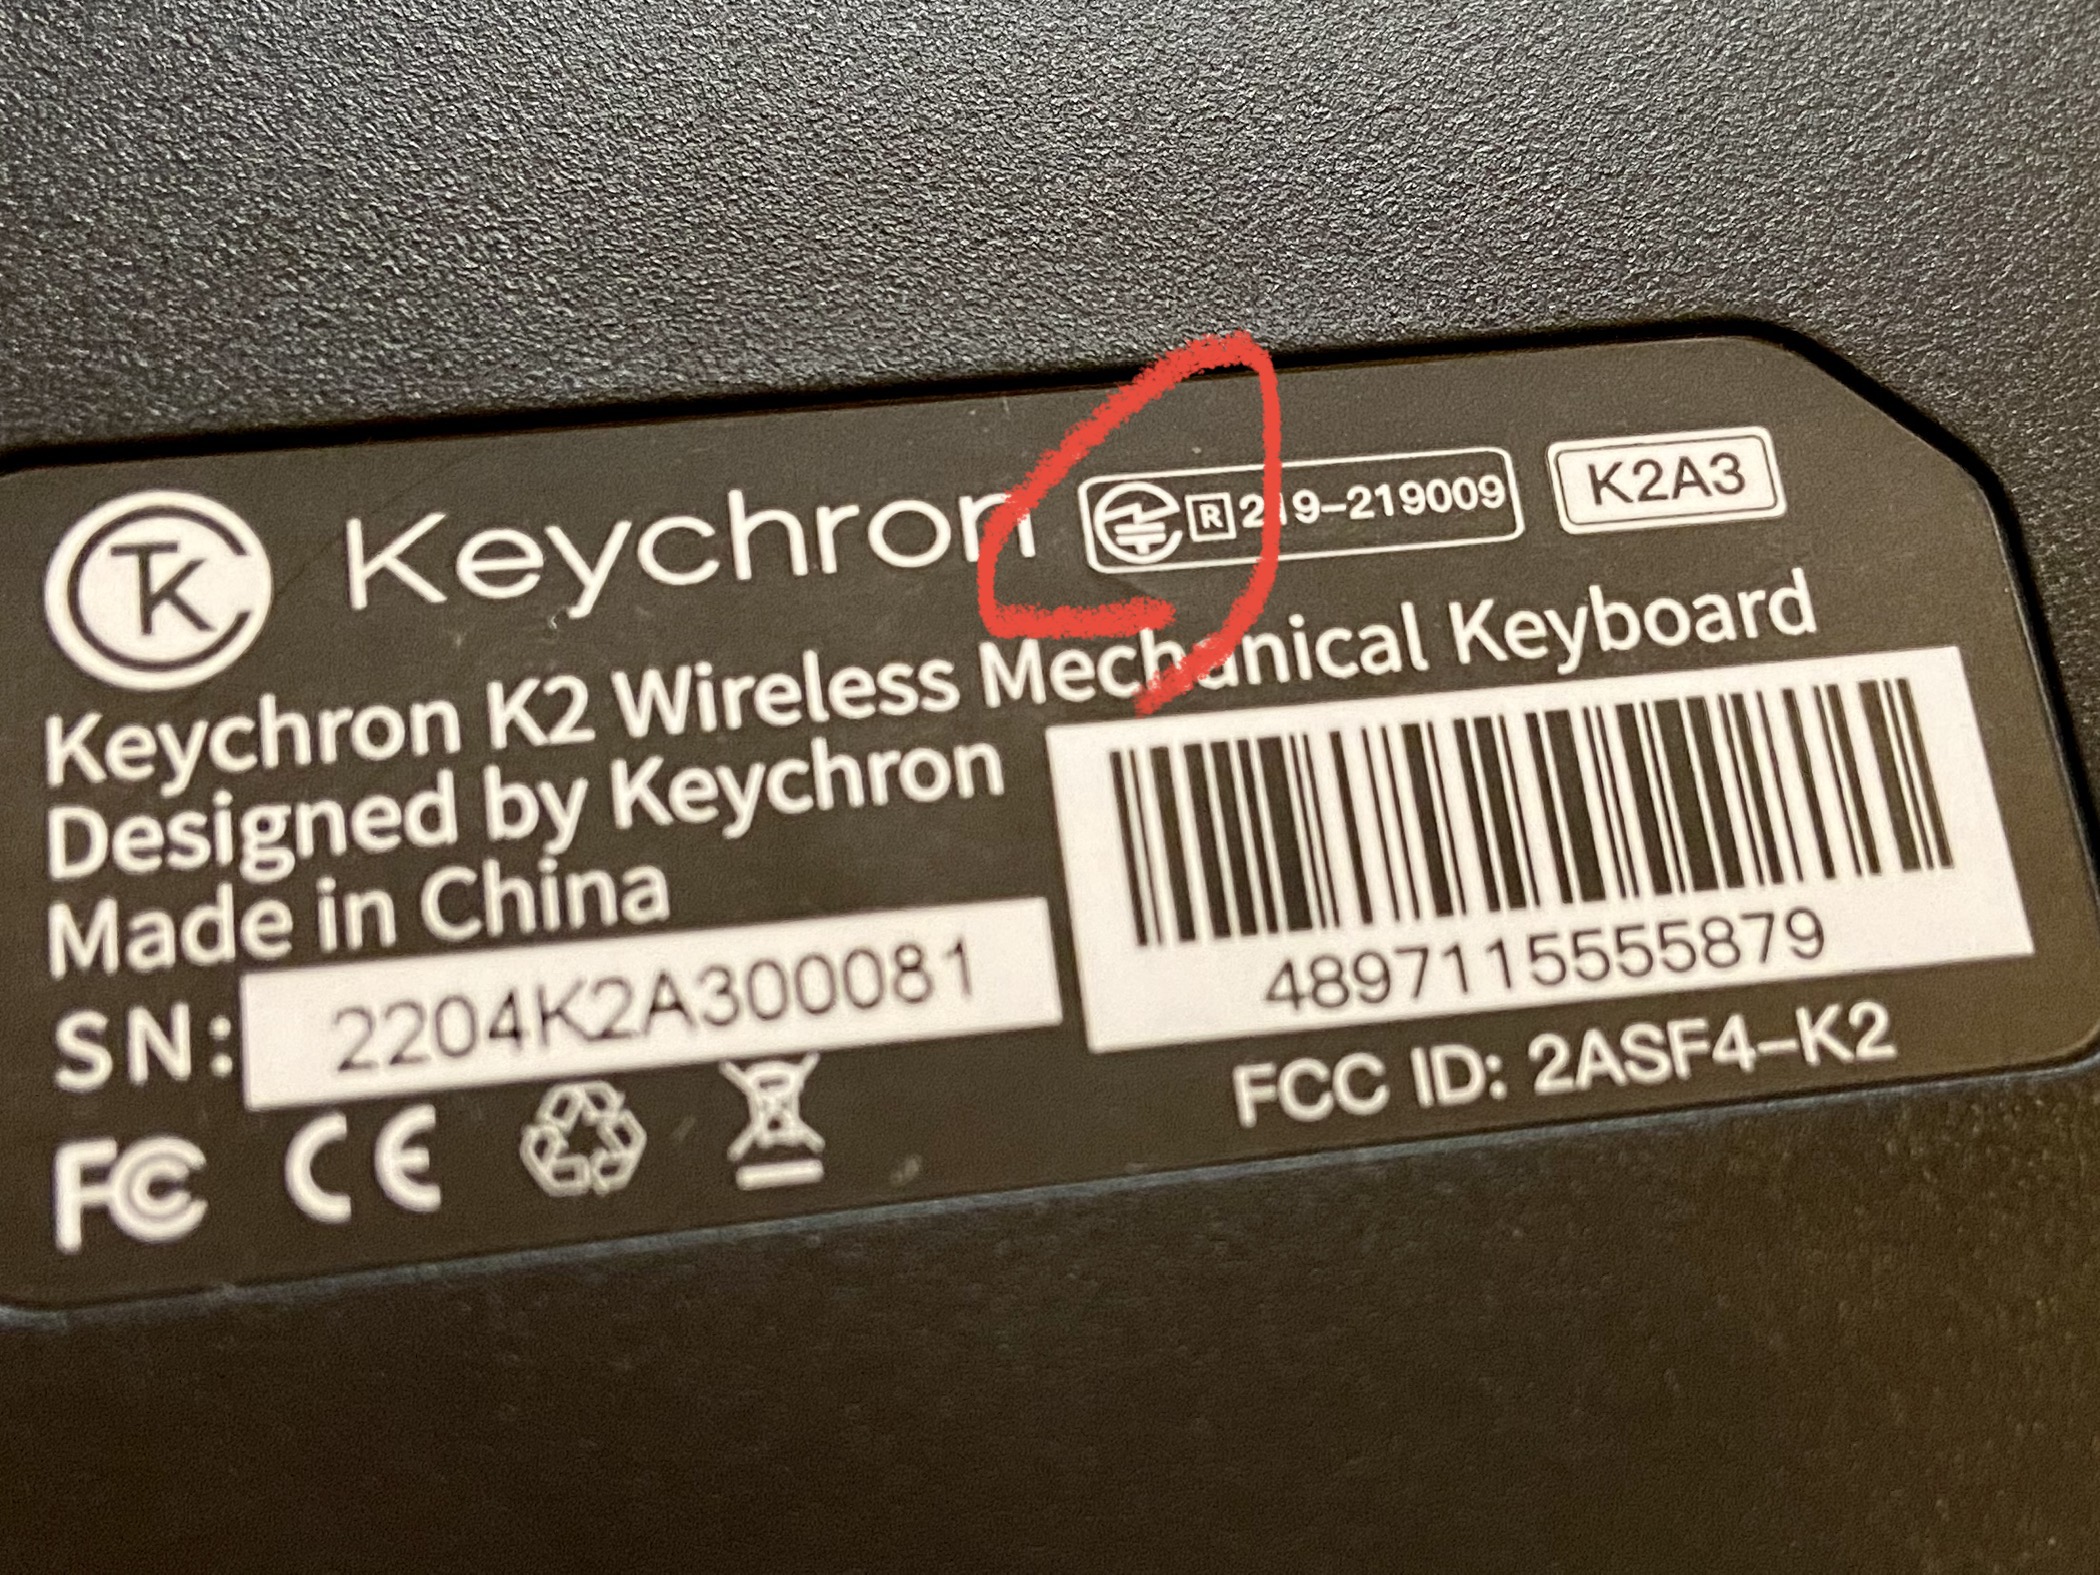 TK Keychron R 219-219009 K2A3
Keychron K2 Wireless Mechanical Keyboard
Designed by Keychron
Made in China
SN: 2204K2A300081
4897115555879
FC CE FCC ID: 2ASF4-K2